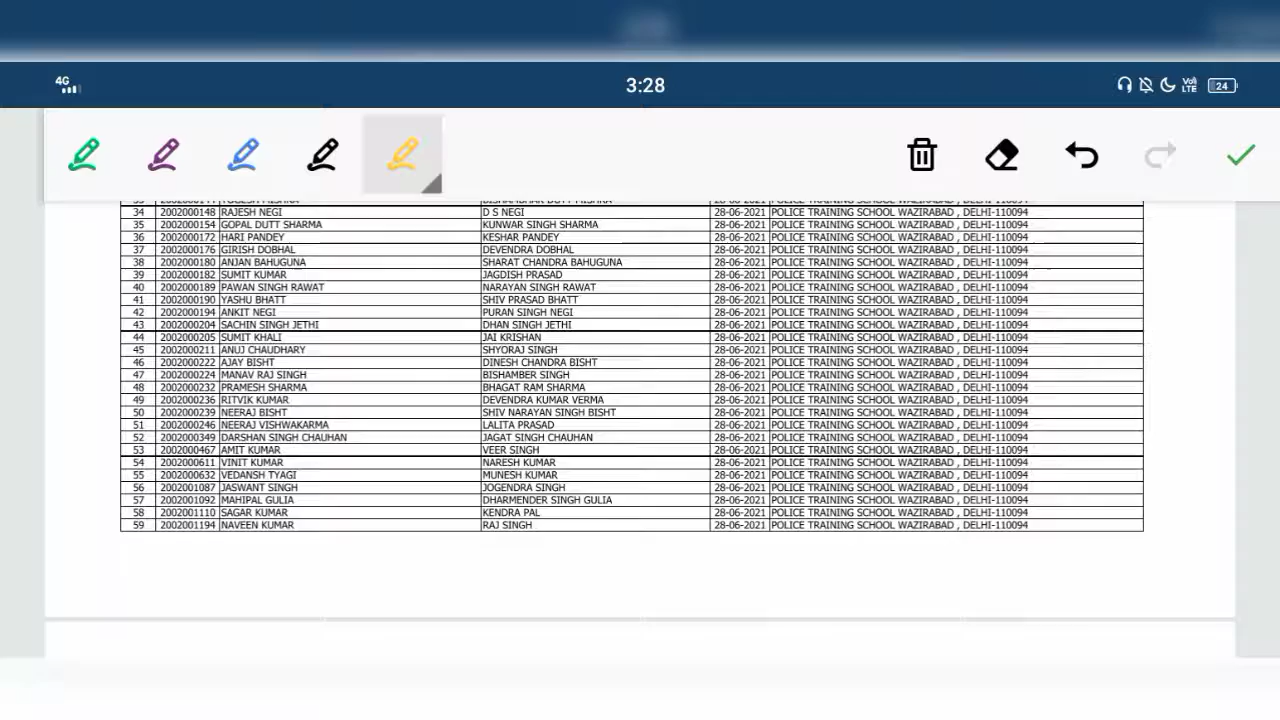 4G 3:28 Vo) LTE 24
28-06-2021 POLICE TRAINING SCHOOL WAZIRABAD , DELHI-110094
34 2002000148 RAJESH NEGI D S NEGI 28-06-2021 POLICE TRAINING SCHOOL WAZIRABAD , DELHI-110094
35 2002000154 GOPAL DUTT SHARMA KUNWAR SINGH SHARMA 28-06-2021 POLICE TRAINING SCHOOL WAZIRABAD , DELHI-110094
36 2002000172 HARI PANDEY KESHAR PANDEY 28-06-2021 POLICE TRAINING SCHOOL WAZIRABAD , DELHI-110094
37 2002000176 GIRISH DOBHAL DEVENDRA DOBHAL 28-06-2021 POLICE TRAINING SCHOOL WAZIRABAD , DELHI-110094
38 2002000180 ANJAN BAHUGUNA SHARAT CHANDRA BAHUGUNA 28-06-2021 POLICE TRAINING SCHOOL WAZIRABAD , DELHI-110094
39 2002000182 SUMIT KUMAR JAGDISH PRASAD 28-06-2021 POLICE TRAINING SCHOOL WAZIRABAD , DELHI-110094
40 2002000189 PAWAN SINGH RAWAT NARAYAN SINGH RAWAT 28-06-2021 POLICE TRAINING SCHOOL WAZIRABAD , DELHI-110094
41 2002000190 YASHU BHATT SHIV PRASAD BHATT 28-06-2021 POLICE TRAINING SCHOOL WAZIRABAD , DELHI-110094
42 2002000194 ANKIT NEGI PURAN SINGH NEGI 28-06-2021 POLICE TRAINING SCHOOL WAZIRABAD , DELHI-110094
43 2002000204 SACHIN SINGH JETHI DHAN SINGH JETHI 28-06-2021 POLICE TRAINING SCHOOL WAZIRABAD , DELHI-110094
44 2002000205 SUMIT KHALI JAI KRISHAN 28-06-2021 POLICE TRAINING SCHOOL WAZIRABAD , DELHI-110094
45 2002000211 ANUJ CHAUDHARY SHYORAJ SINGH 28-06-2021 POLICE TRAINING SCHOOL WAZIRABAD , DELHI-110094
46 2002000222 AJAY BISHT DINESH CHANDRA BISHT 28-06-2021 POLICE TRAINING SCHOOL WAZIRABAD , DELHI-110094
47 2002000224 MANAV RAJ SINGH BISHAMBER SINGH 28-06-2021 POLICE TRAINING SCHOOL WAZIRABAD , DELHI-110094
48 2002000232 PRAMESH SHARMA BHAGAT RAM SHARMA 28-06-2021 POLICE TRAINING SCHOOL WAZIRABAD , DELHI-110094
49 2002000236 RITVIK KUMAR DEVENDRA KUMAR VERMA 28-06-2021 POLICE TRAINING SCHOOL WAZIRABAD , DELHI-110094
50 2002000239 NEERAJ BISHT SHIV NARAYAN SINGH BISHT 28-06-2021 POLICE TRAINING SCHOOL WAZIRABAD , DELHI-110094
51 2002000246 NEERAJ VISHWAKARMA LALITA PRASAD 28-06-2021 POLICE TRAINING SCHOOL WAZIRABAD , DELHI-110094
52 2002000349 DARSHAN SINGH CHAUHAN JAGAT SINGH CHAUHAN 28-06-2021 POLICE TRAINING SCHOOL WAZIRABAD , DELHI-110094
53 2002000467 AMIT KUMAR VEER SINGH 28-06-2021 POLICE TRAINING SCHOOL WAZIRABAD , DELHI-110094
54 2002000611 VINIT KUMAR NARESH KUMAR 28-06-2021 POLICE TRAINING SCHOOL WAZIRABAD , DELHI-110094
55 2002000632 VEDANSH TYAGI MUNESH KUMAR 28-06-2021 POLICE TRAINING SCHOOL WAZIRABAD , DELHI-110094
56 2002001087 JASWANT SINGH JOGENDRA SINGH 28-06-2021 POLICE TRAINING SCHOOL WAZIRABAD , DELHI-110094
57 2002001092 MAHIPAL GULIA DHARMENDER SINGH GULIA 28-06-2021 POLICE TRAINING SCHOOL WAZIRABAD , DELHI-110094
58 2002001110 SAGAR KUMAR KENDRA PAL 28-06-2021 POLICE TRAINING SCHOOL WAZIRABAD , DELHI-110094
59 2002001194 NAVEEN KUMAR RAJ SINGH 28-06-2021 POLICE TRAINING SCHOOL WAZIRABAD , DELHI-110094